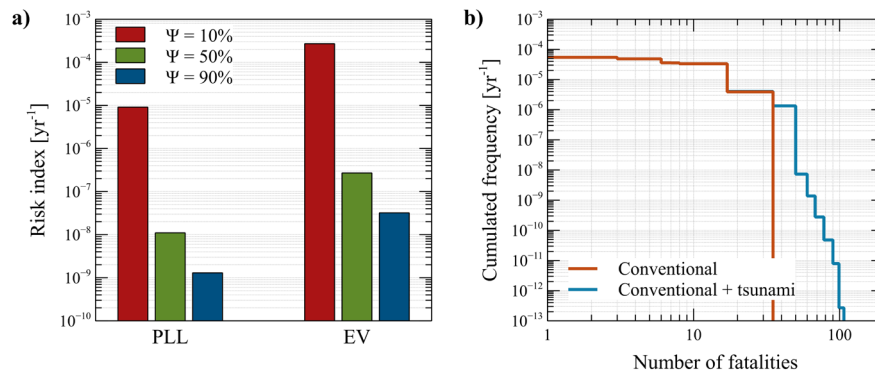 a)
Risk index [yr⁻¹]
10⁻³
10⁻⁴
10⁻⁵
10⁻⁶
10⁻⁷
10⁻⁸
10⁻⁹
10⁻¹⁰
Ψ = 10%
Ψ = 50%
Ψ = 90%
PLL EV
b)
Cumulated frequency [yr⁻¹]
10⁻³
10⁻⁴
10⁻⁵
10⁻⁶
10⁻⁷
10⁻⁸
10⁻⁹
10⁻¹⁰
10⁻¹¹
10⁻¹²
10⁻¹³
Conventional
Conventional + tsunami
1 10 100
Number of fatalities